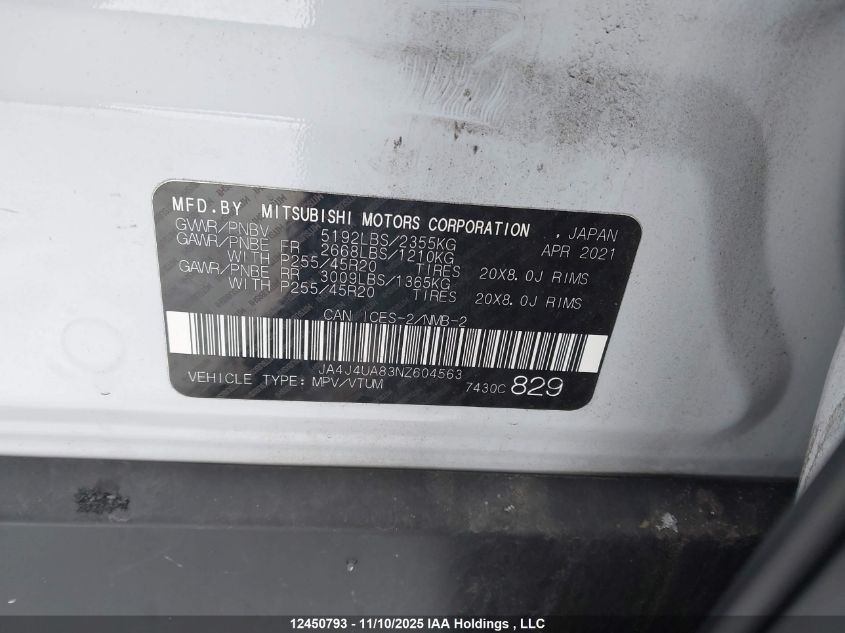 MFD.BY MITSUBISHI MOTORS CORPORATION , JAPAN
GVWR/PNBV 5192LBS/2355KG APR 2021
GAWR/PNBE FR 2668LBS/1210KG
WITH P255/45R20 TIRES 20X8.0J RIMS
GAWR/PNBE RR 3009LBS/1365KG
WITH P255/45R20 TIRES 20X8.0J RIMS
CAN ICES-2/NMB-2
JA4J4UA83NZ604563
VEHICLE TYPE: MPV/VTUM 7430C 829
12450793 - 11/10/2025 IAA Holdings , LLC